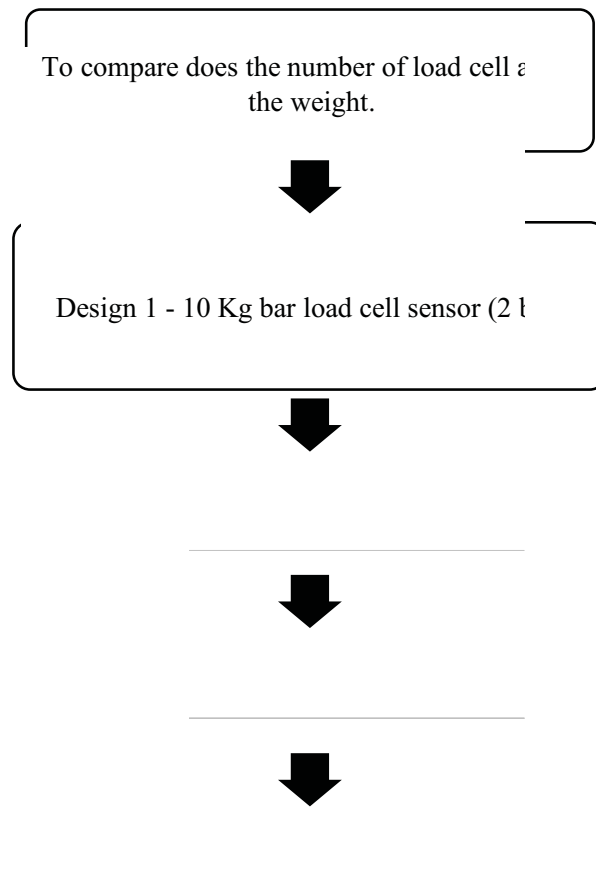 To compare does the number of load cell
the weight.
Design 1 - 10 Kg bar load cell sensor (2